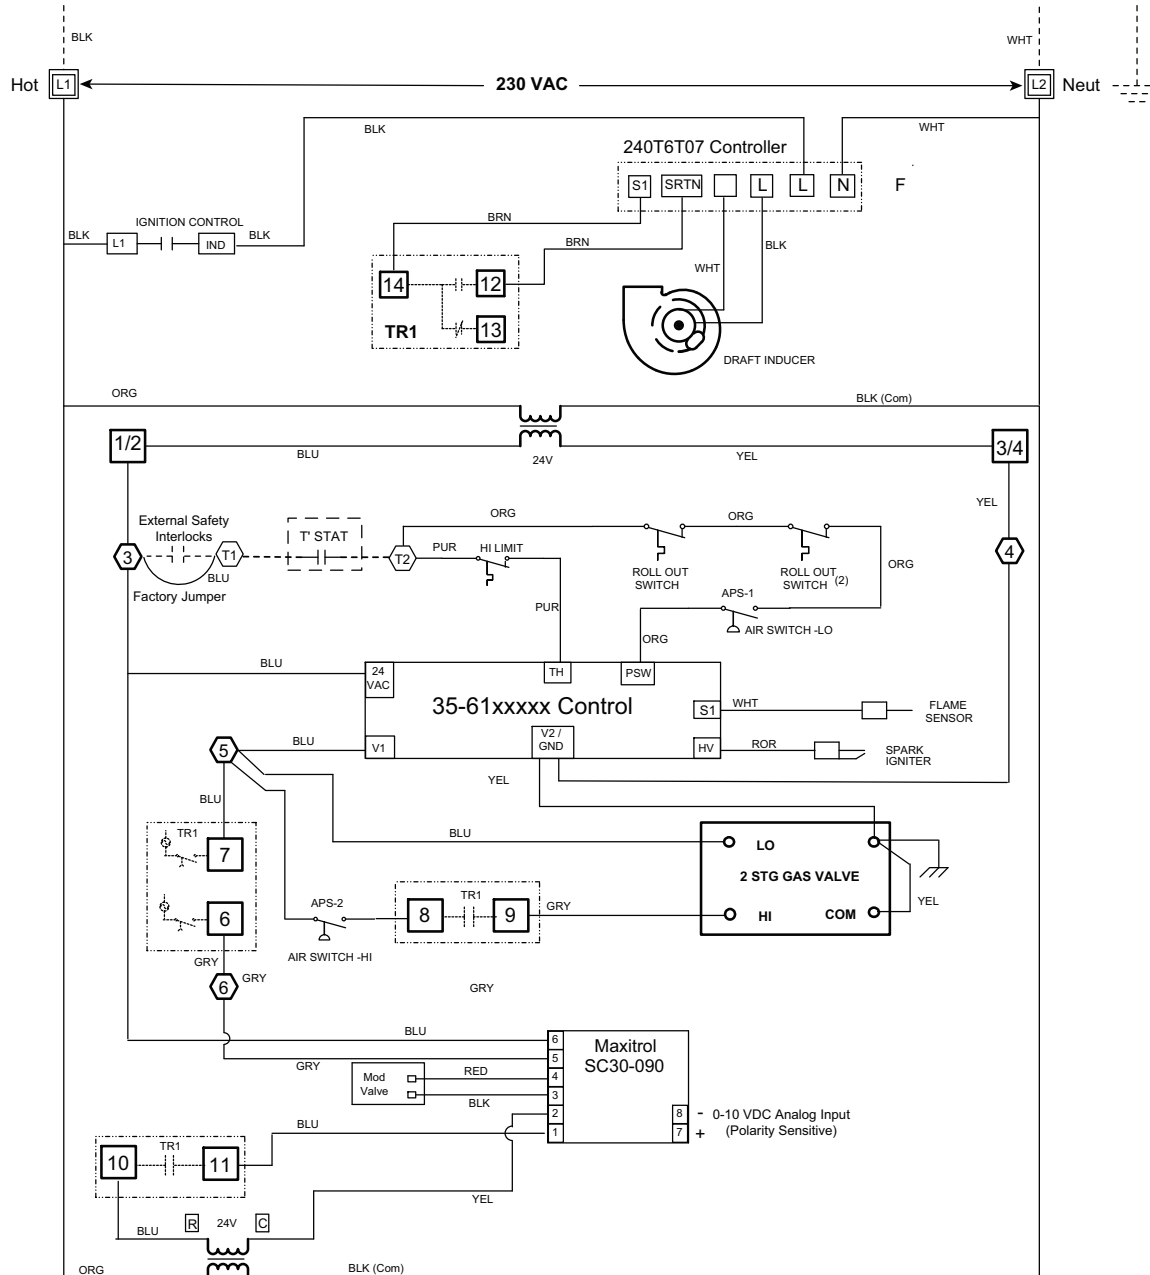 BLK
WHT
Hot
L1
230 VAC
L2
Neut
BLK
WHT
240T6T07 Controller
S1
SRTN
L
L
N
F
IGNITION CONTROL
BLK
L1
IND
BLK
BRN
BRN
BLK
WHT
14
12
TR1
13
DRAFT INDUCER
ORG
BLK (Com)
1/2
BLU
24V
YEL
3/4
YEL
External Safety
Interlocks
T' STAT
ORG
ORG
3
T1
T2
PUR
HI LIMIT
4
BLU
Factory Jumper
ROLL OUT
SWITCH
ROLL OUT
SWITCH (2)
ORG
APS-1
PUR
AIR SWITCH -LO
ORG
BLU
24
VAC
TH
PSW
35-61xxxxx Control
S1
WHT
FLAME
SENSOR
5
BLU
V1
V2 /
GND
HV
ROR
SPARK
IGNITER
YEL
BLU
TR1
7
BLU
LO
2 STG GAS VALVE
HI
COM
YEL
6
APS-2
TR1
8
9
GRY
AIR SWITCH -HI
GRY
6
GRY
GRY
BLU
6
Maxitrol
SC30-090
GRY
5
Mod
Valve
RED
4
BLK
3
2
8
- 0-10 VDC Analog Input
BLU
1
7
+ (Polarity Sensitive)
TR1
10
11
YEL
BLU
R
24V
C
ORG
BLK (Com)